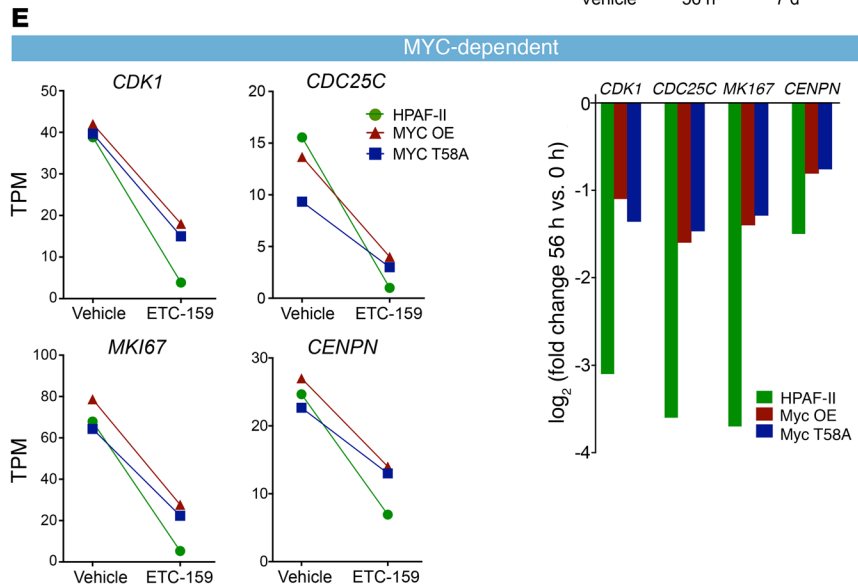 Vehicle 56 h 7 d
E
MYC-dependent
CDK1
50
40
30
20
10
0
TPM
Vehicle ETC-159
CDC25C
20
15
10
5
0
HPAF-II
MYC OE
MYC T58A
Vehicle ETC-159
MKI67
100
80
60
40
20
0
TPM
Vehicle ETC-159
CENPN
30
20
10
0
Vehicle ETC-159
CDK1 CDC25C MK167 CENPN
0
-1
-2
-3
-4
log2 (fold change 56 h vs. 0 h)
HPAF-II
Myc OE
Myc T58A